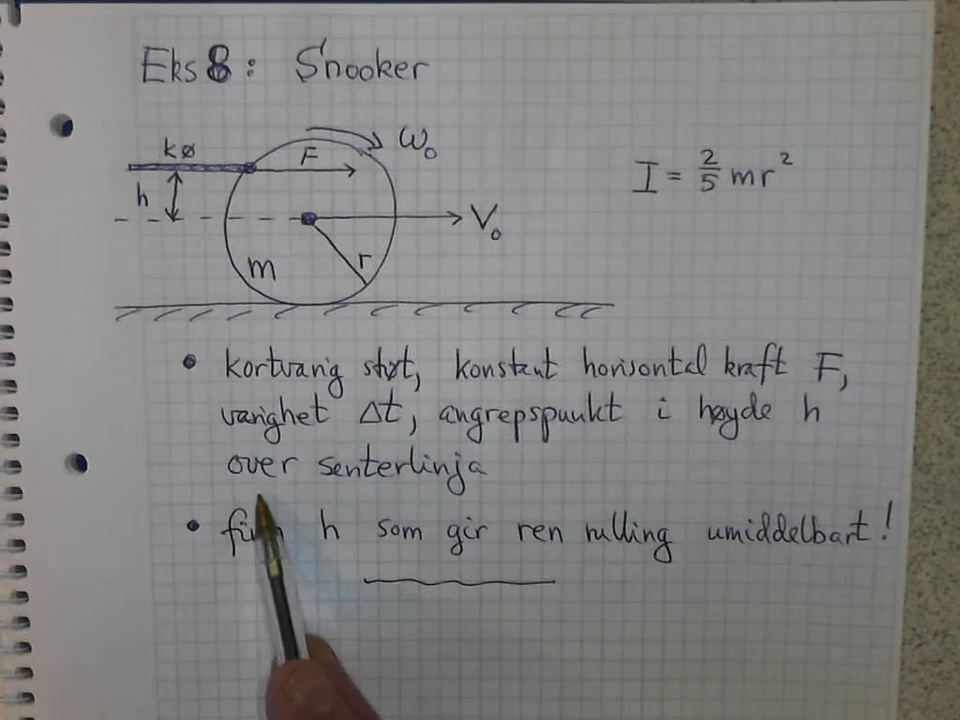 Eks 8: Snooker
kø
F
ω₀
h
V₀
I = 2/5 mr²
m
r
• kortvarig støt, konstant horisontal kraft F,
varighet Δt, angrepspunkt i høyde h
over senterlinja
• finn h som gir ren rulling umiddelbart!